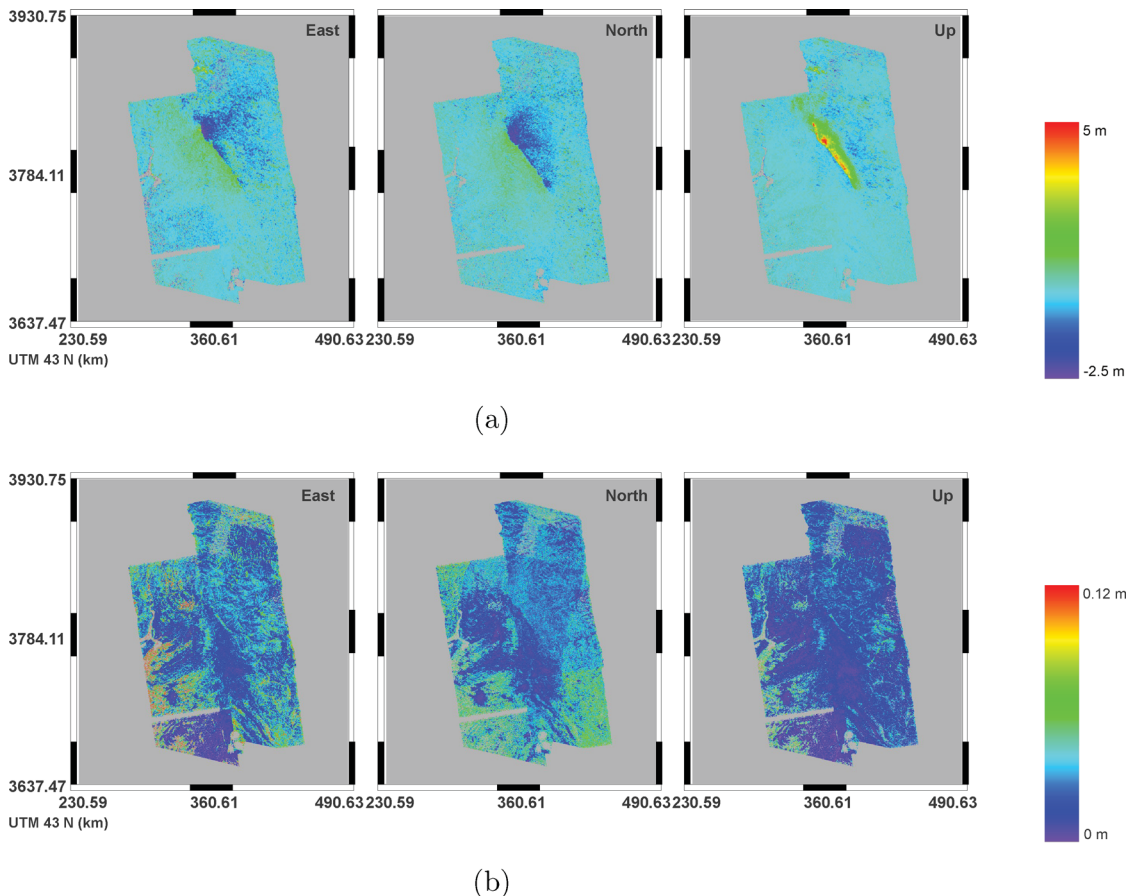 3930.75
East
North
Up
5 m
3784.11
3637.47
-2.5 m
230.59 360.61 490.63 230.59 360.61 490.63 230.59 360.61 490.63
UTM 43 N (km)
(a)
3930.75
East
North
Up
0.12 m
3784.11
3637.47
0 m
230.59 360.61 490.63 230.59 360.61 490.63 230.59 360.61 490.63
UTM 43 N (km)
(b)